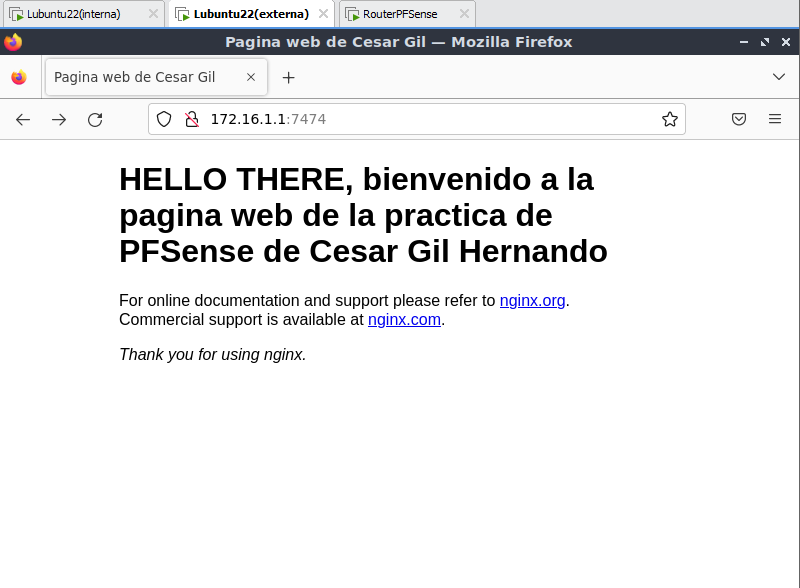 Lubuntu22(interna)
Lubuntu22(externa)
RouterPFSense
Pagina web de Cesar Gil — Mozilla Firefox
Pagina web de Cesar Gil
172.16.1.1:7474
HELLO THERE, bienvenido a la
pagina web de la practica de
PFSense de Cesar Gil Hernando
For online documentation and support please refer to nginx.org.
Commercial support is available at nginx.com.
Thank you for using nginx.